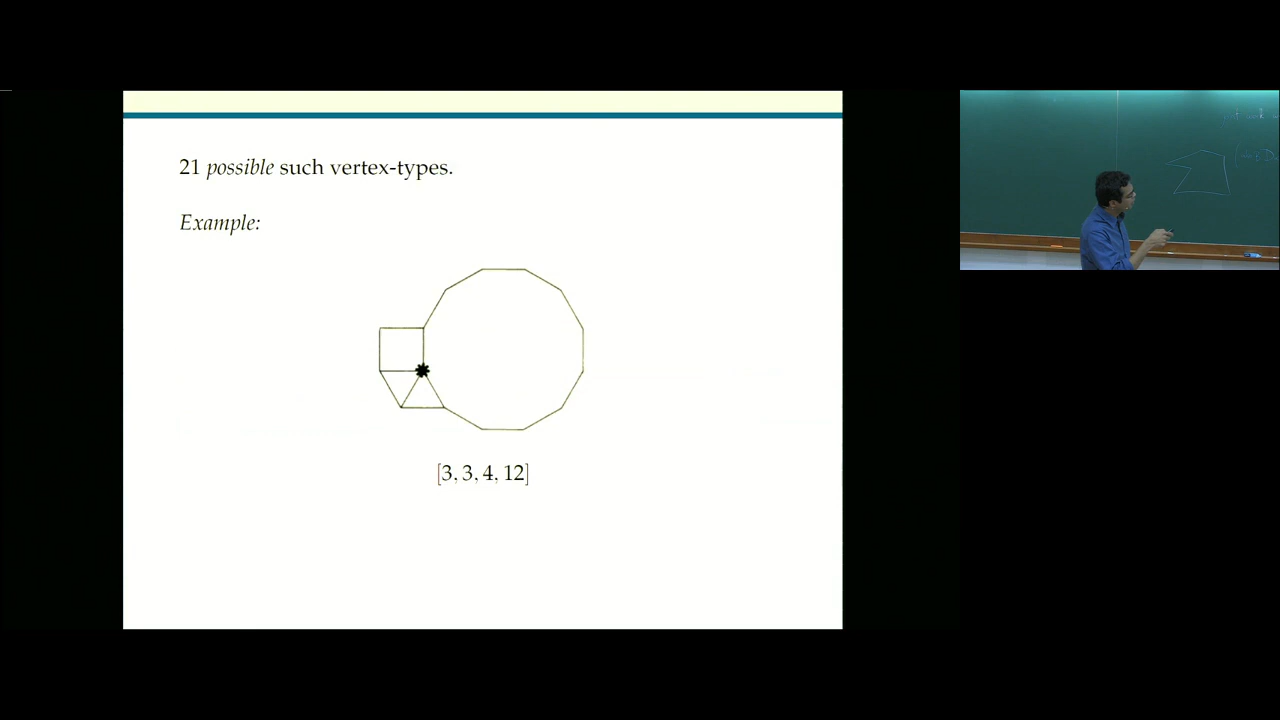 21 possible such vertex-types.
Example:
[3, 3, 4, 12]